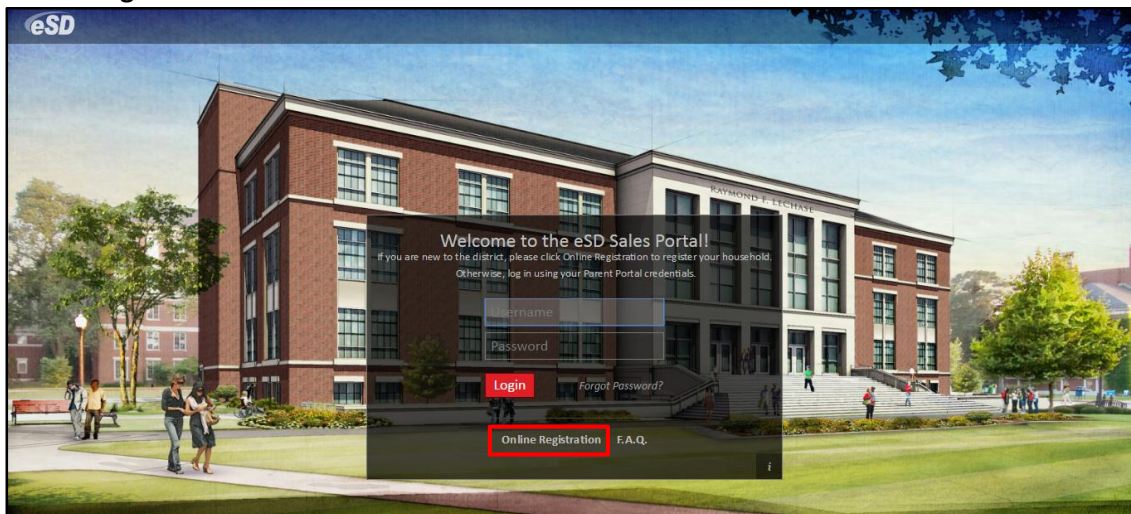 eSD
RAYMOND F. LECHASE
Welcome to the eSD Sales Portal!
If you are new to the district, please click Online Registration to register your household.
Otherwise, log in using your Parent Portal credentials.
Username
Password
Login Forgot Password?
Online Registration F.A.Q.
i